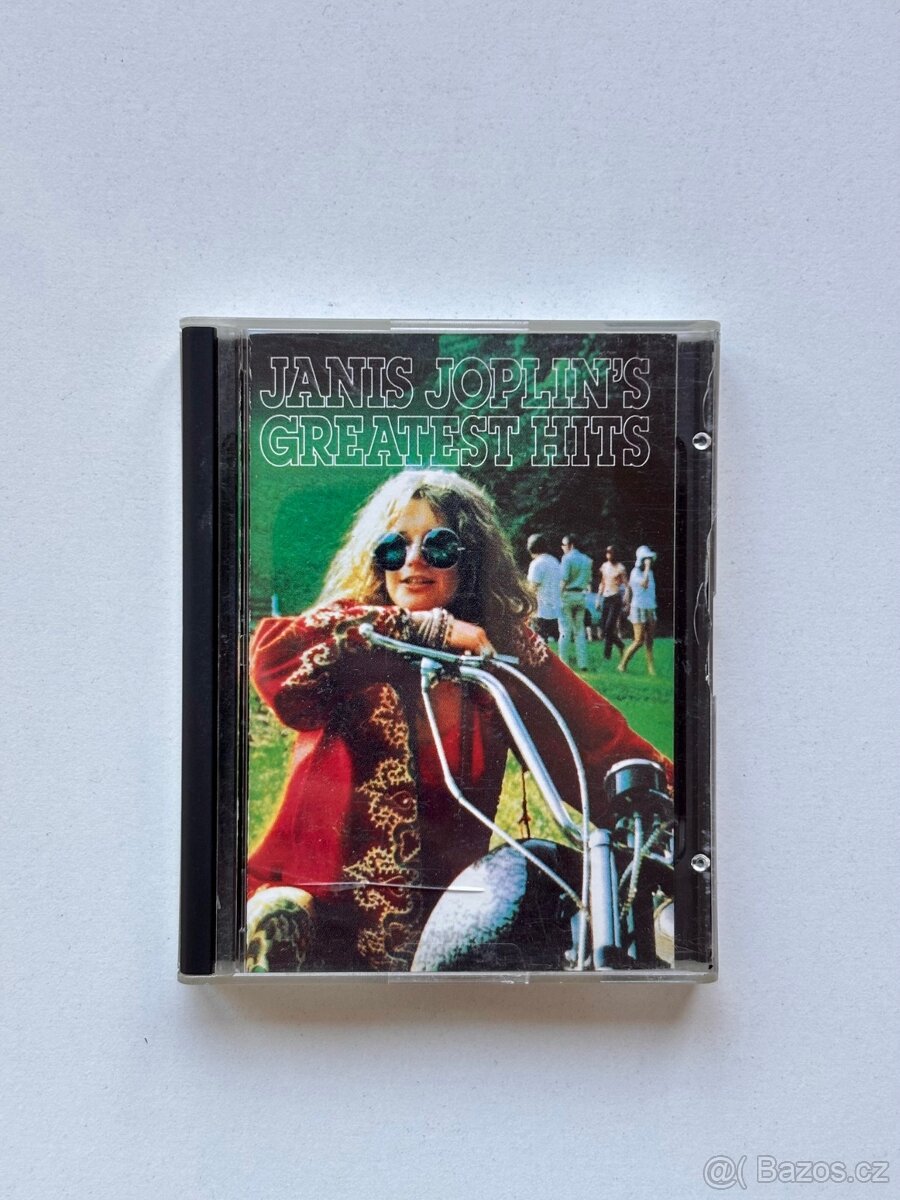 JANIS JOPLIN'S
GREATEST HITS
@( Bazos.cz